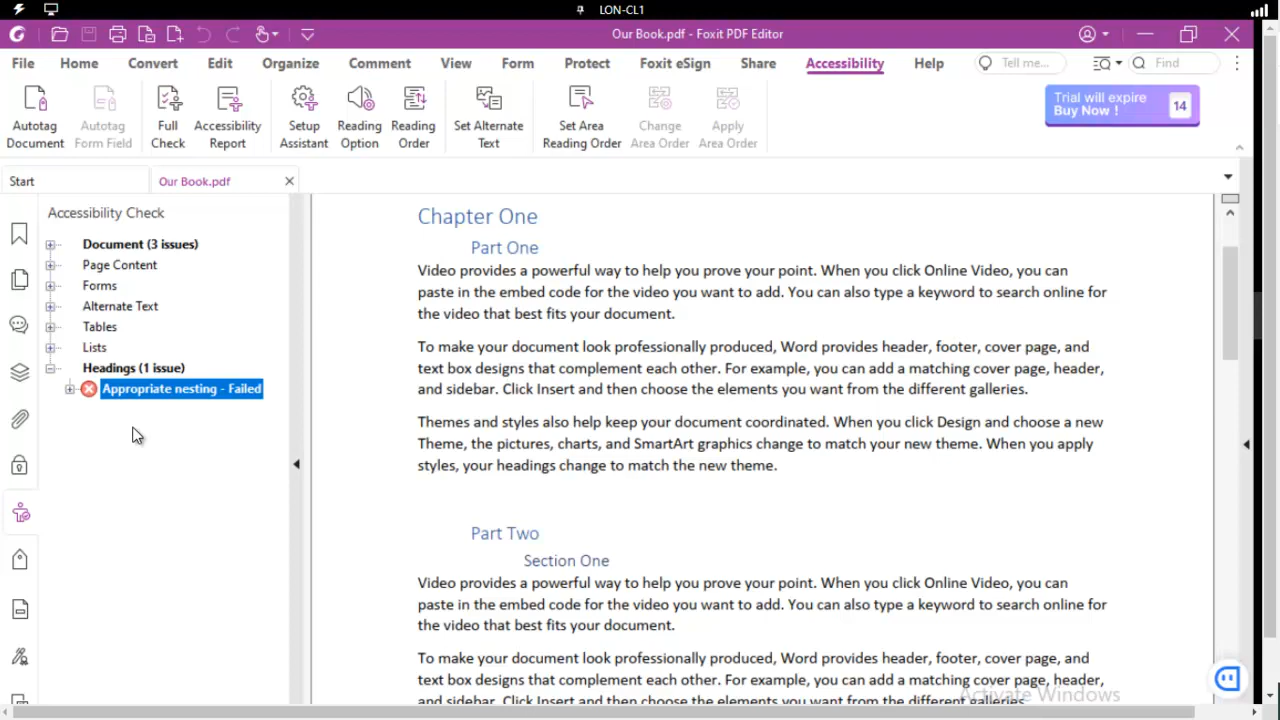 LON-CL1
Our Book.pdf - Foxit PDF Editor
File Home Convert Edit Organize Comment View Form Protect Foxit eSign Share Accessibility Help Tell me... Find
Autotag Document
Autotag Form Field
Full Check
Accessibility Report
Setup Assistant
Reading Option
Reading Order
Set Alternate Text
Set Area Reading Order
Change Area Order
Apply Area Order
Trial will expire
Buy Now !
14
Start
Our Book.pdf
Accessibility Check
Document (3 issues)
Page Content
Forms
Alternate Text
Tables
Lists
Headings (1 issue)
Appropriate nesting - Failed
Chapter One
Part One
Video provides a powerful way to help you prove your point. When you click Online Video, you can
paste in the embed code for the video you want to add. You can also type a keyword to search online for
the video that best fits your document.
To make your document look professionally produced, Word provides header, footer, cover page, and
text box designs that complement each other. For example, you can add a matching cover page, header,
and sidebar. Click Insert and then choose the elements you want from the different galleries.
Themes and styles also help keep your document coordinated. When you click Design and choose a new
Theme, the pictures, charts, and SmartArt graphics change to match your new theme. When you apply
styles, your headings change to match the new theme.
Part Two
Section One
Video provides a powerful way to help you prove your point. When you click Online Video, you can
paste in the embed code for the video you want to add. You can also type a keyword to search online for
the video that best fits your document.
To make your document look professionally produced, Word provides header, footer, cover page, and
text box designs that complement each other. For example, you can add a matching cover page, header,
and sidebar. Click Insert and then choose the elements you want from the different galleries.
Activate Windows